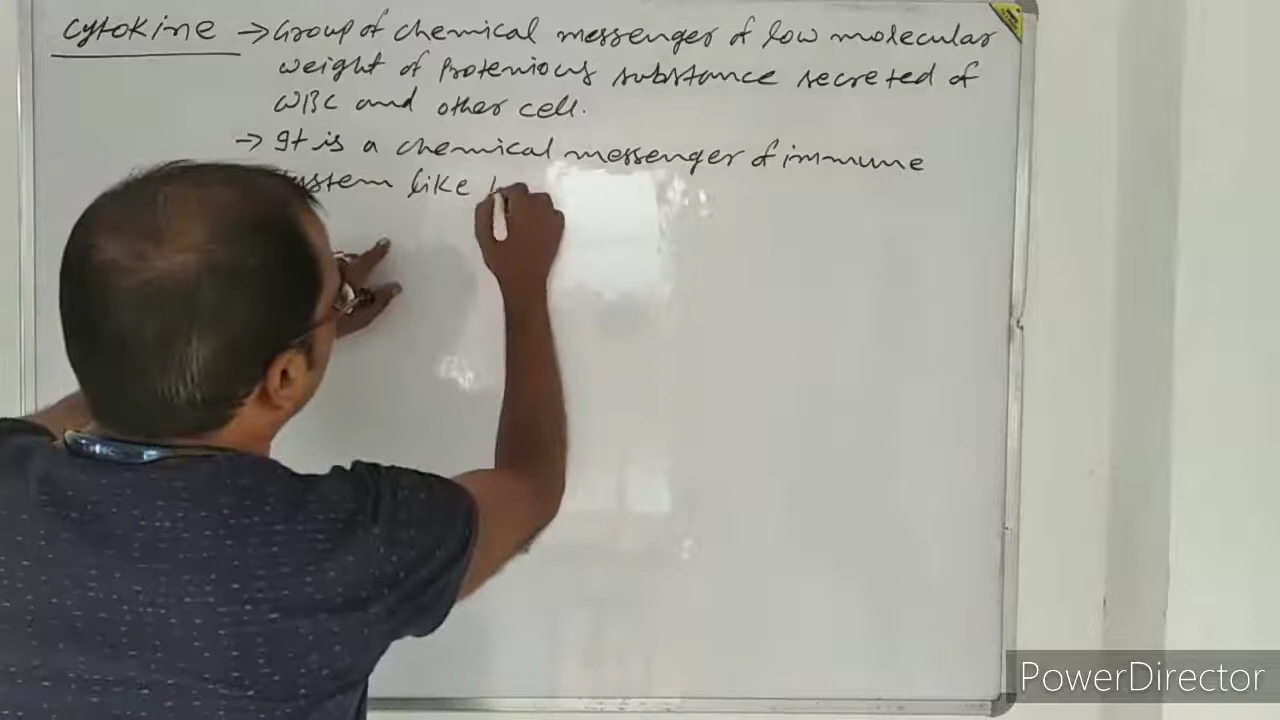 Cytokine → Group of chemical messenger of low molecular
weight of Protenious substance secreted of
WBC and other cell.
→ It is a chemical messenger of immune
system like
PowerDirector